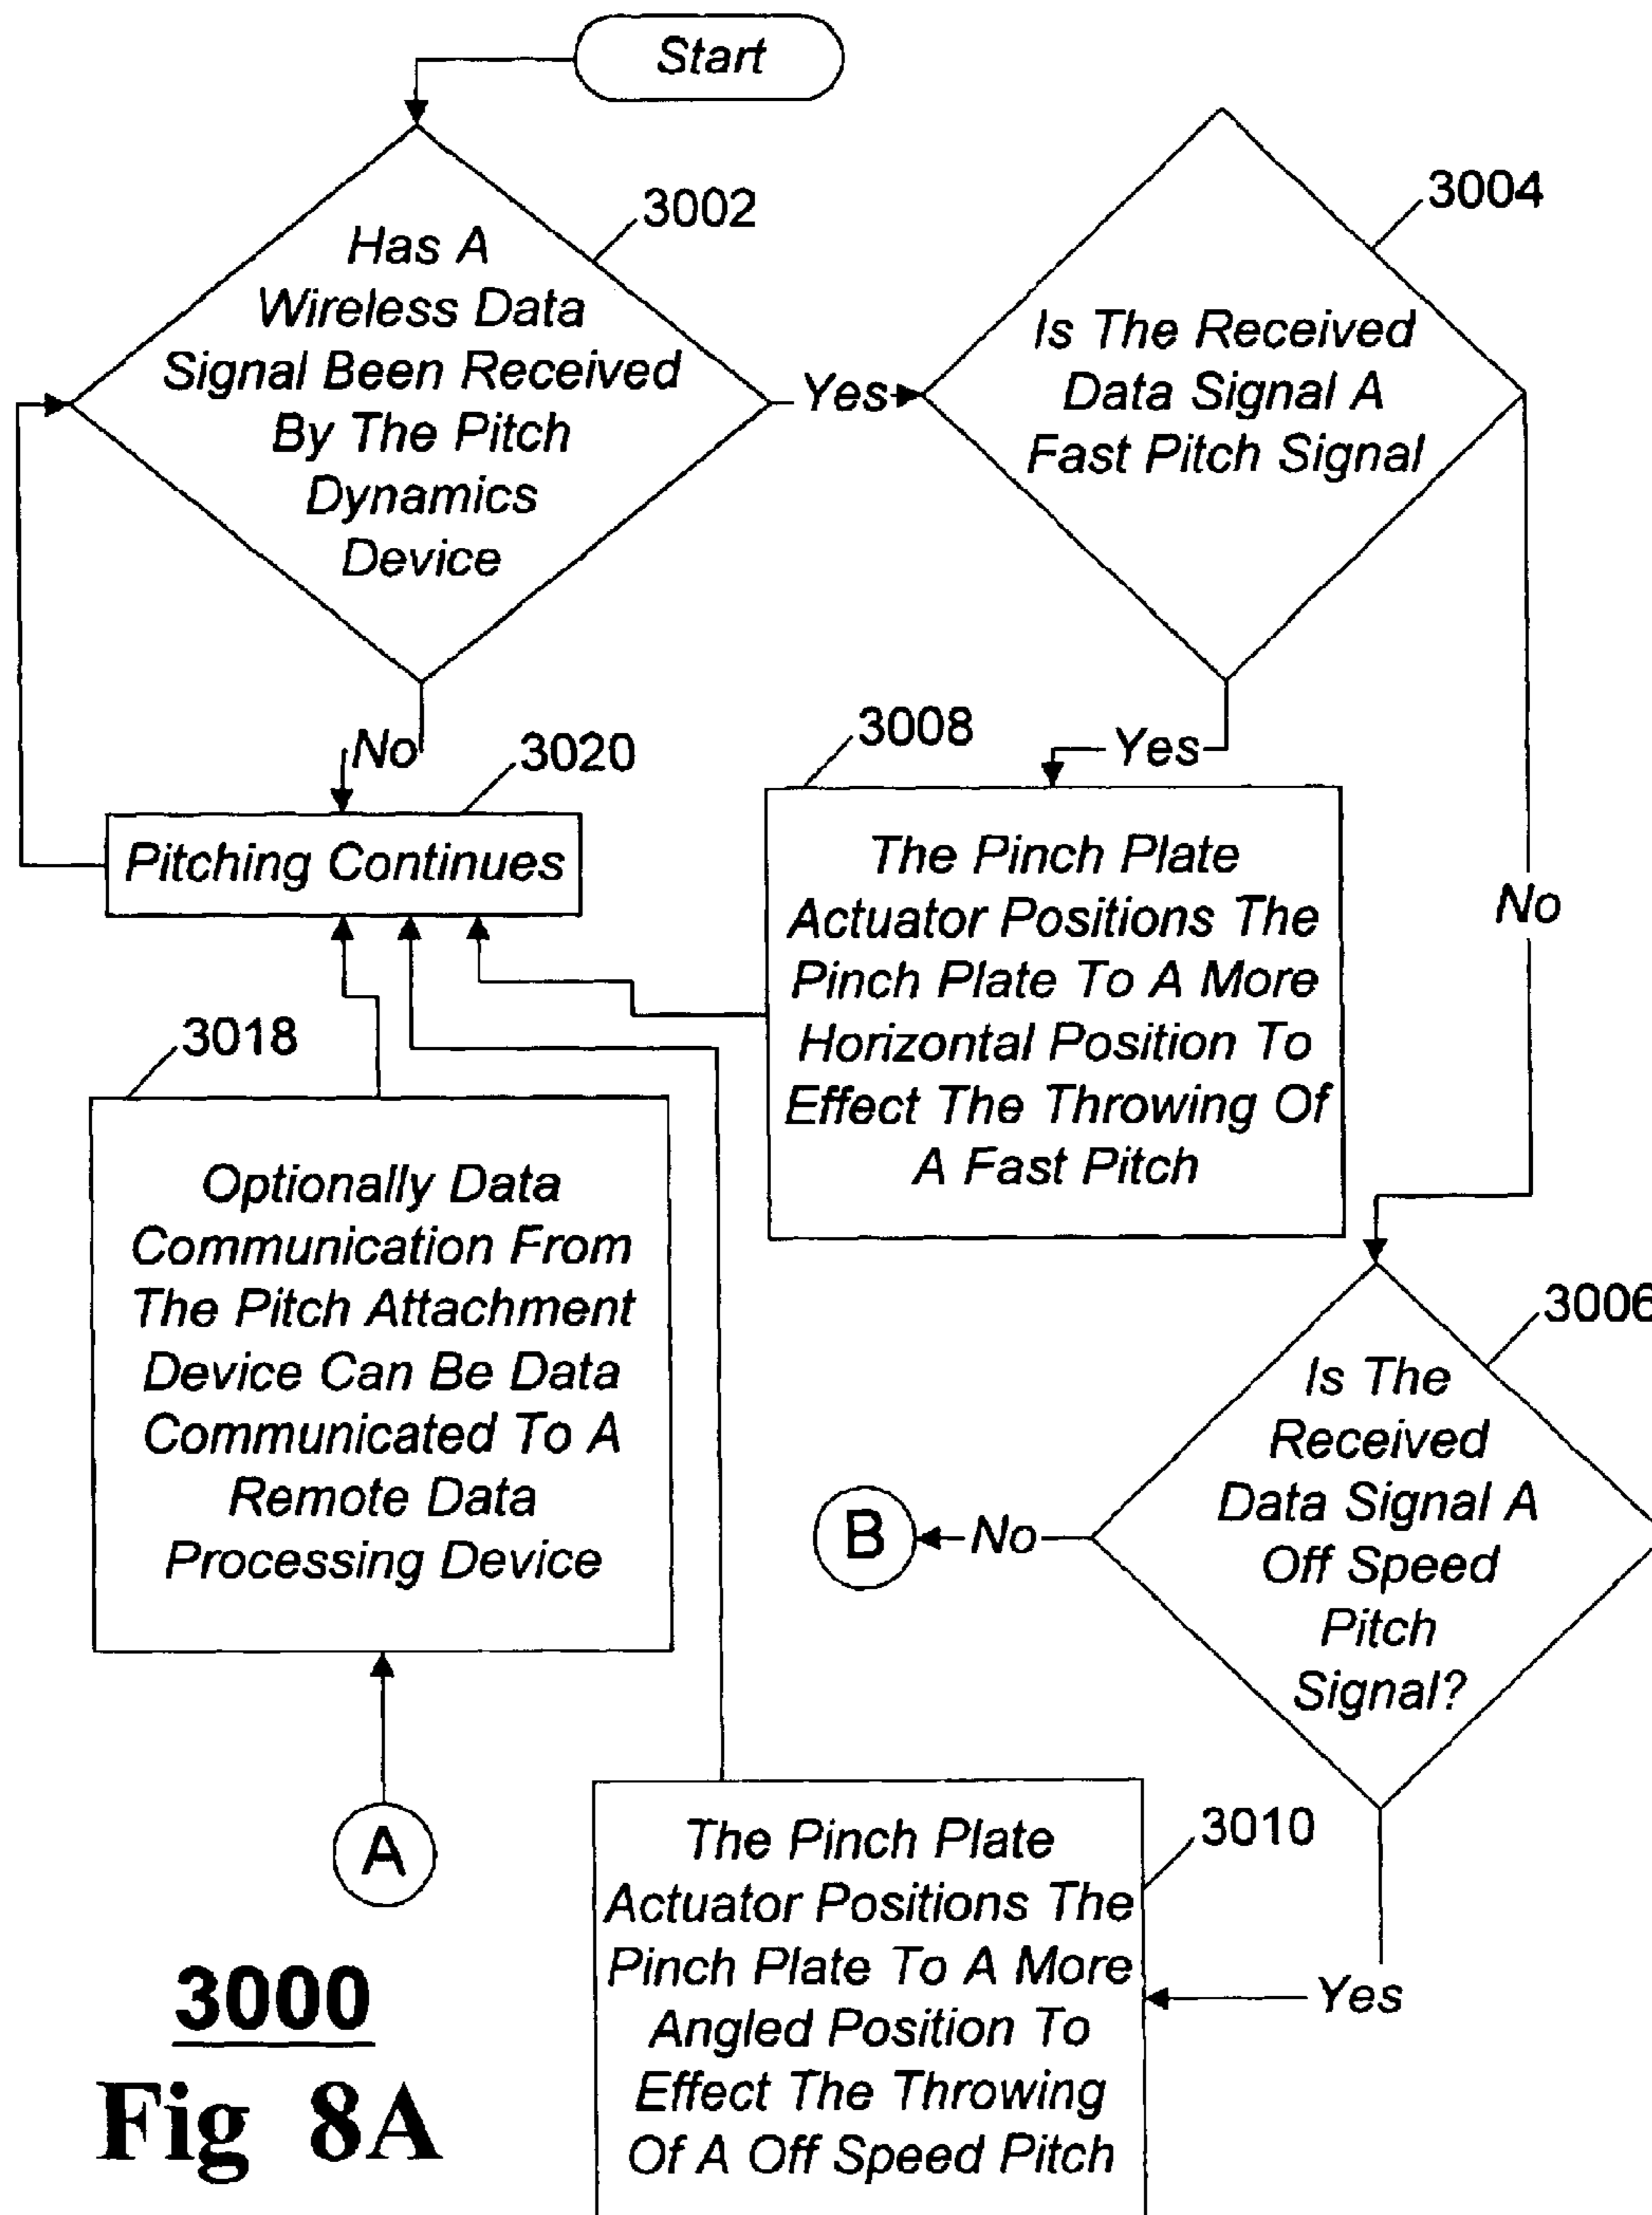 Start
3002
Has A
Wireless Data
Signal Been Received
By The Pitch
Dynamics
Device
Yes
3004
Is The Received
Data Signal A
Fast Pitch Signal
No
3020
Pitching Continues
Yes
3008
The Pinch Plate
Actuator Positions The
Pinch Plate To A More
Horizontal Position To
Effect The Throwing Of
A Fast Pitch
No
3018
Optionally Data
Communication From
The Pitch Attachment
Device Can Be Data
Communicated To A
Remote Data
Processing Device
3006
Is The
Received
Data Signal A
Off Speed
Pitch
Signal?
No
B
A
Yes
3010
The Pinch Plate
Actuator Positions The
Pinch Plate To A More
Angled Position To
Effect The Throwing
Of A Off Speed Pitch
3000
Fig 8A